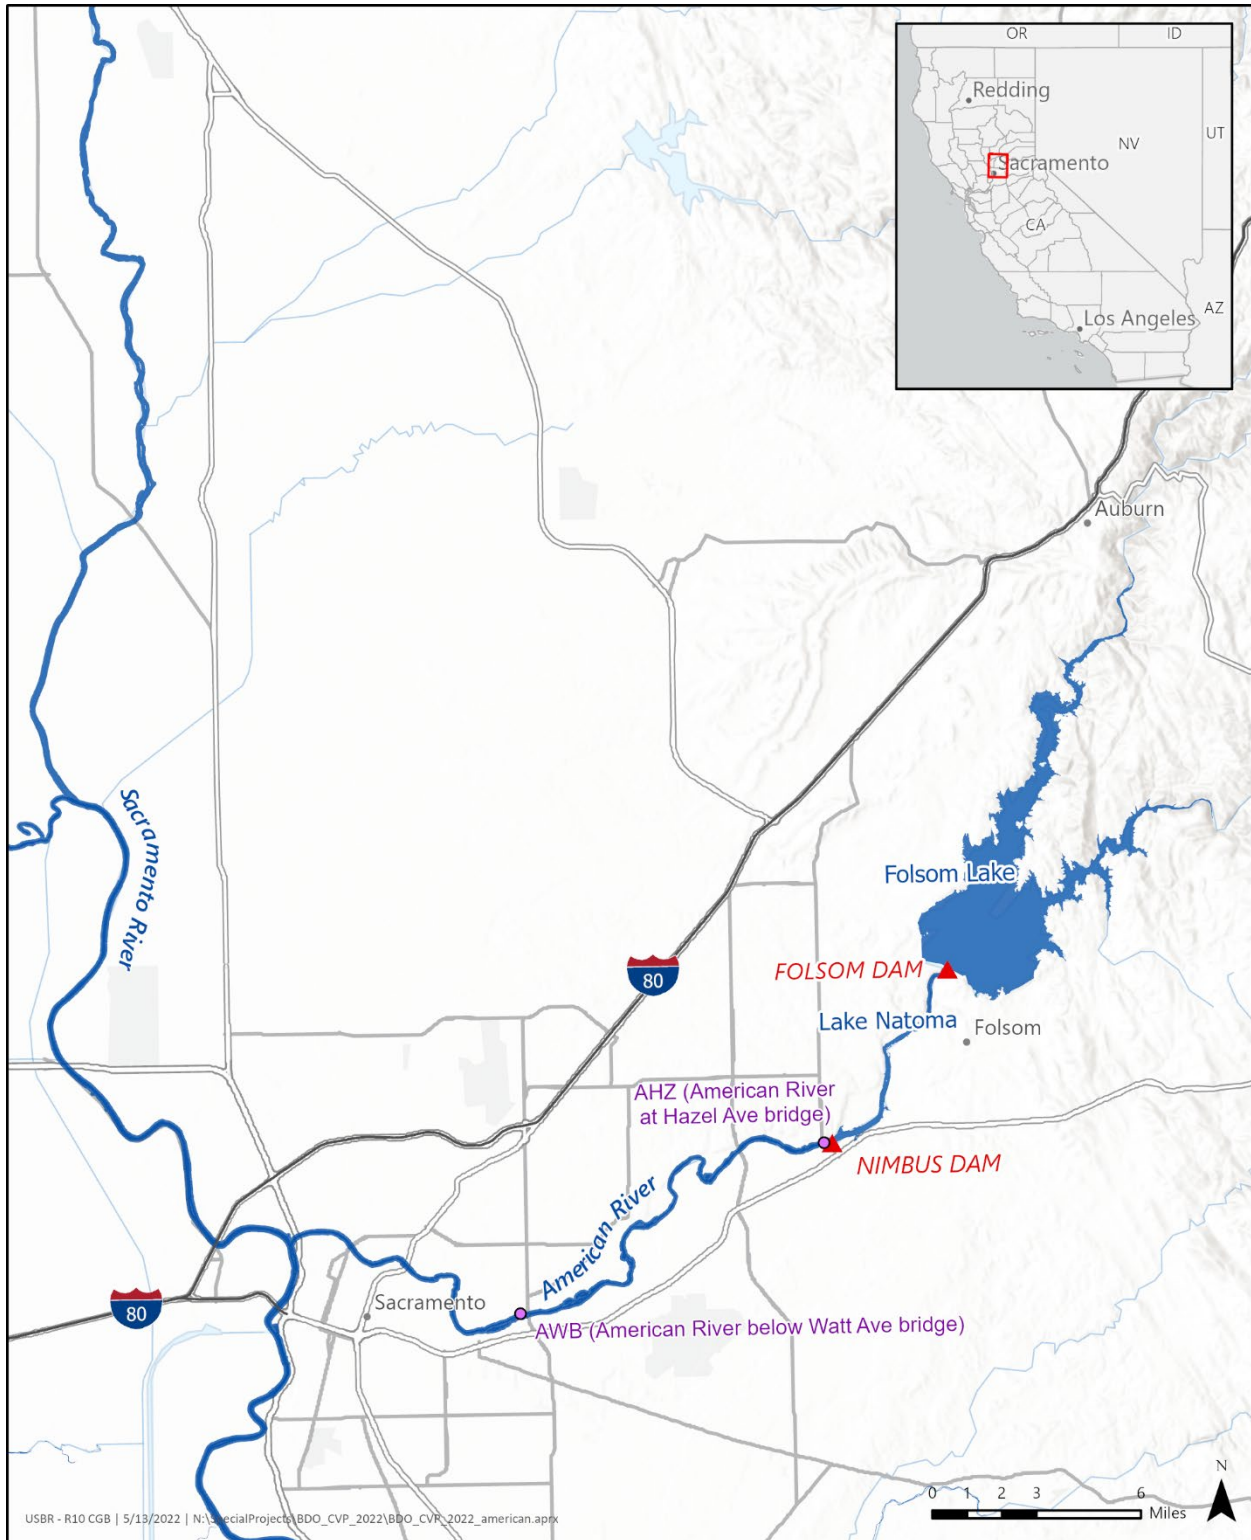 OR
ID
Redding
NV
UT
Sacramento
CA
AZ
Los Angeles
Auburn
Sacramento River
Folsom Lake
80
FOLSOM DAM
Lake Natoma
Folsom
AHZ (American River
at Hazel Ave bridge)
NIMBUS DAM
American River
80
Sacramento
AWB (American River below Watt Ave bridge)
N
0 1 2 3 6
Miles
USBR - R10 CGB | 5/13/2022 | N:\SpecialProjects\BDO_CVP_2022\BDO_CVP_2022_american.aprx